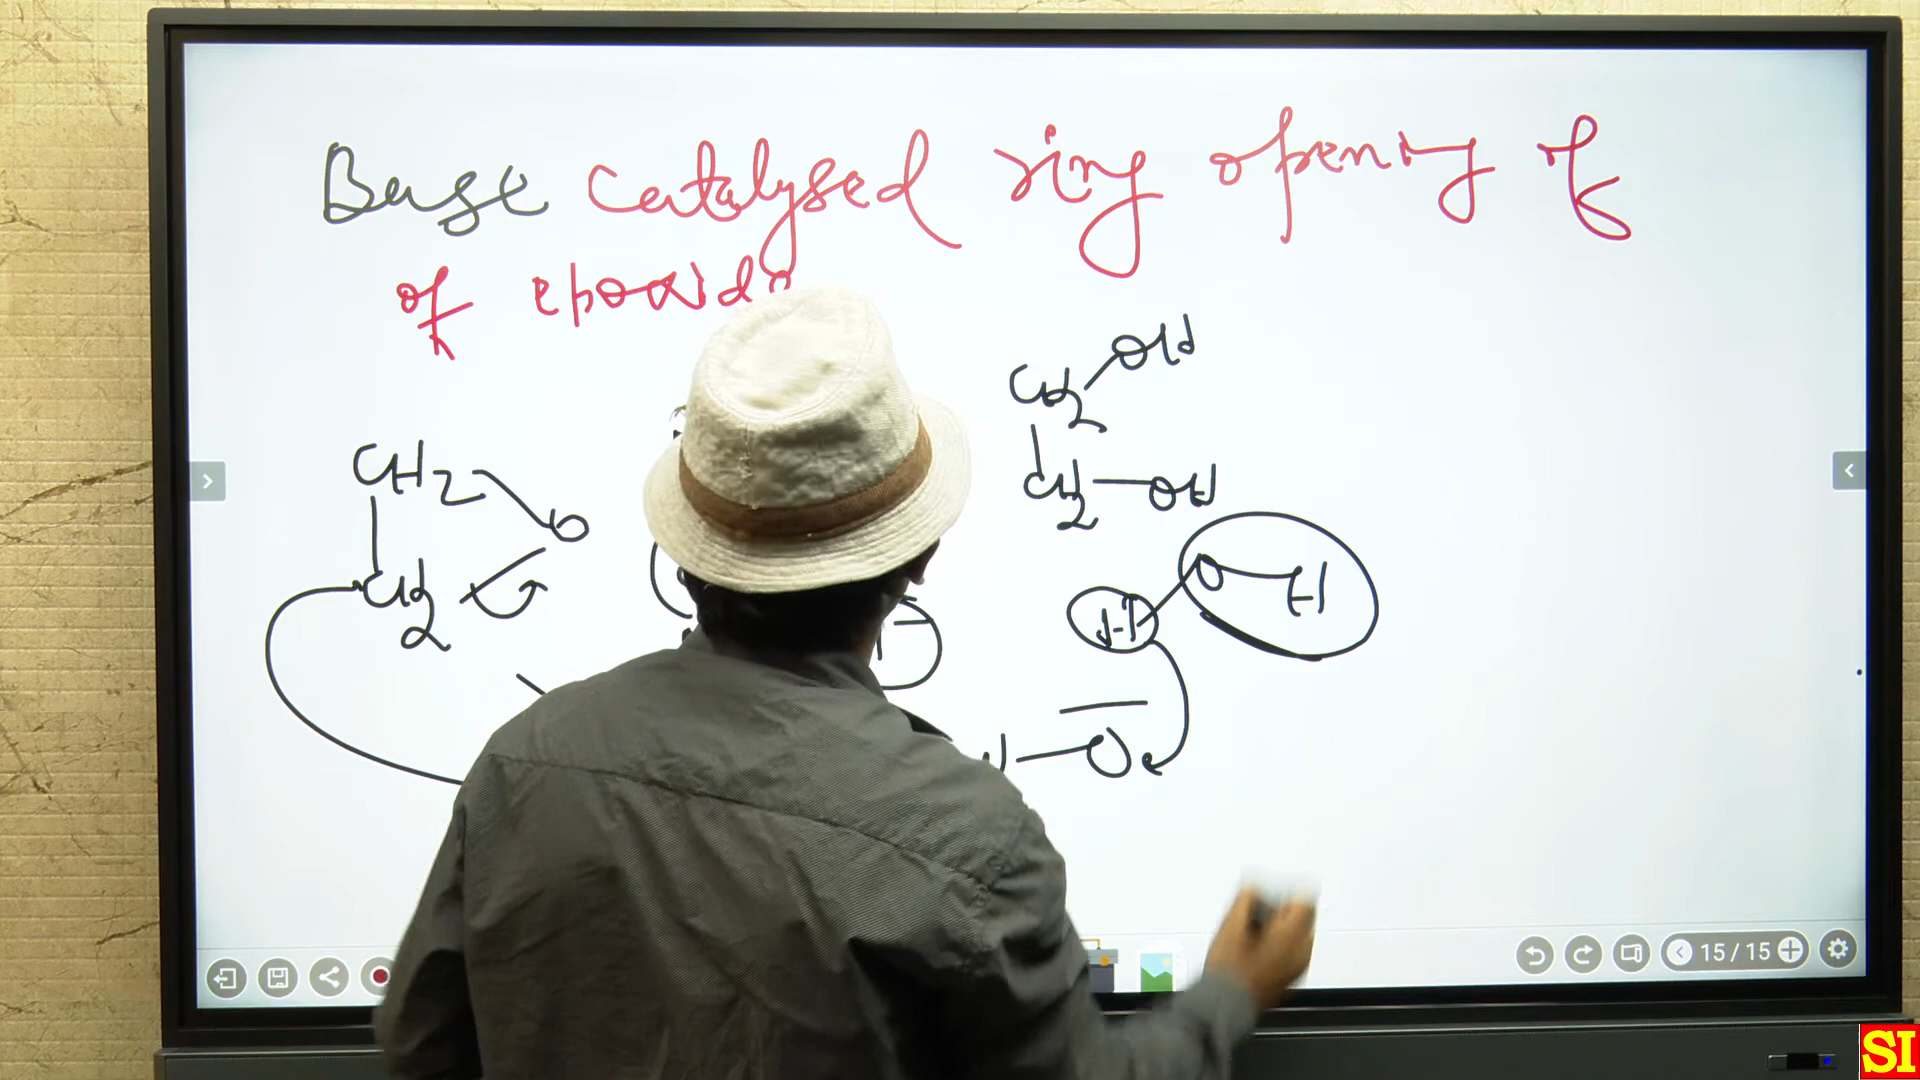 Base catalysed ring opening of
of epoxide
CH2 O
CH2
CH2 OH
CH2 OH
H O H
O
15/15
SI